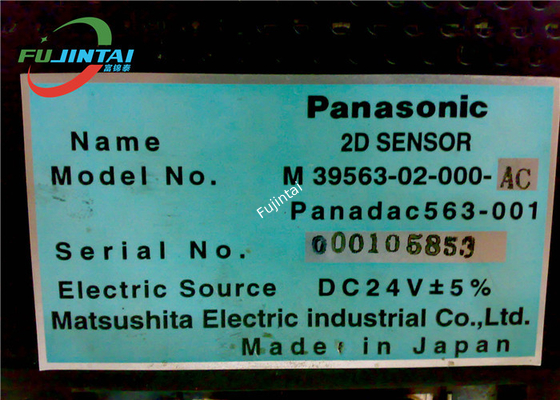 FUJINTAI
富锦泰
Panasonic
Name 2D SENSOR
Model No. M 39563-02-000-AC
Panadac563-001
Fujintai
Serial No. 000105853
Electric Source DC24V±5%
Matsushita Electric industrial Co.,Ltd.
Made in Japan